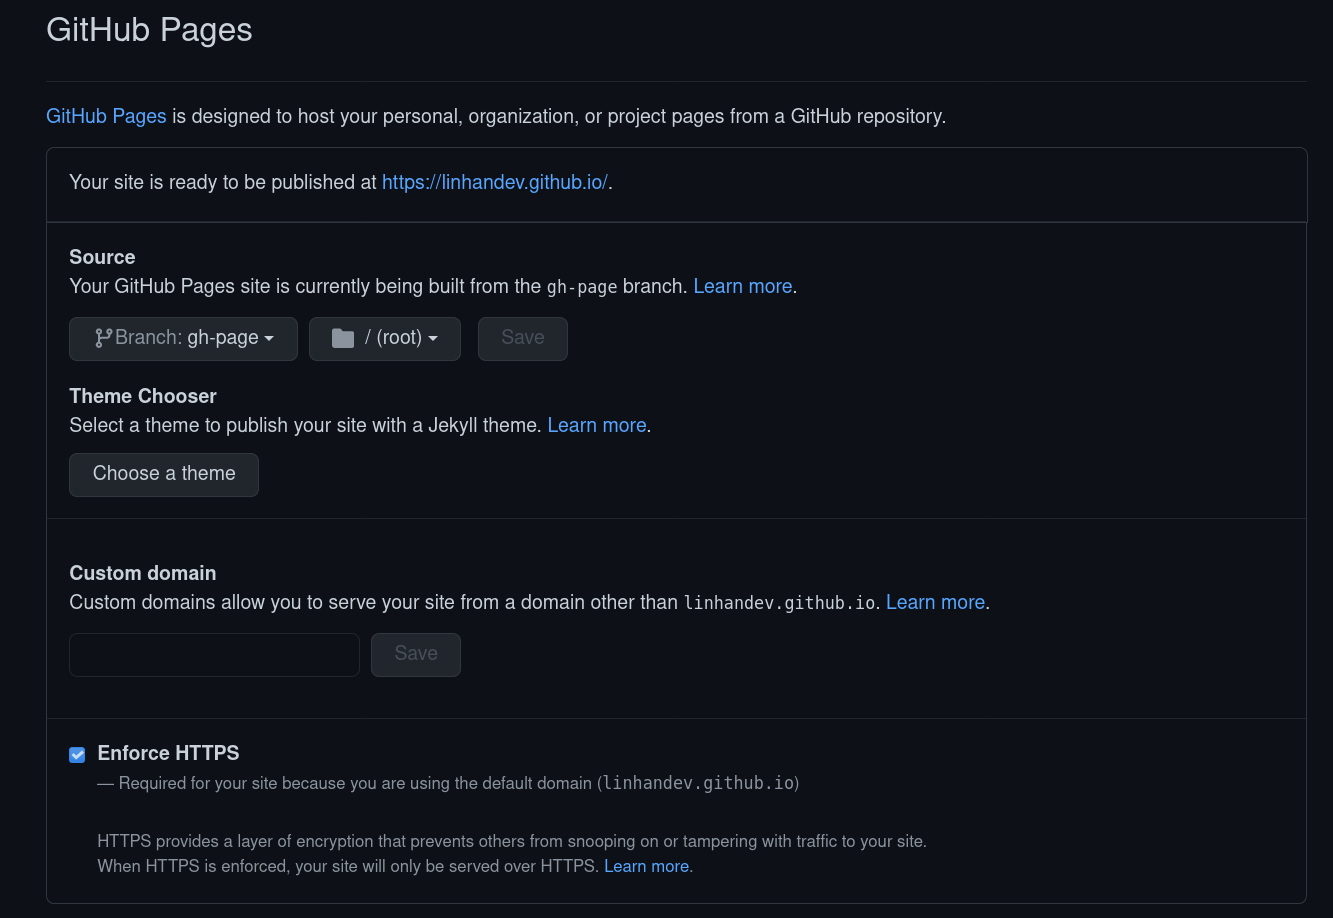 GitHub Pages
GitHub Pages is designed to host your personal, organization, or project pages from a GitHub repository.
Your site is ready to be published at https://linhandev.github.io/.
Source
Your GitHub Pages site is currently being built from the gh-page branch. Learn more.
Branch: gh-page / (root) Save
Theme Chooser
Select a theme to publish your site with a Jekyll theme. Learn more.
Choose a theme
Custom domain
Custom domains allow you to serve your site from a domain other than linhandev.github.io. Learn more.
Save
Enforce HTTPS
— Required for your site because you are using the default domain (linhandev.github.io)
HTTPS provides a layer of encryption that prevents others from snooping on or tampering with traffic to your site.
When HTTPS is enforced, your site will only be served over HTTPS. Learn more.